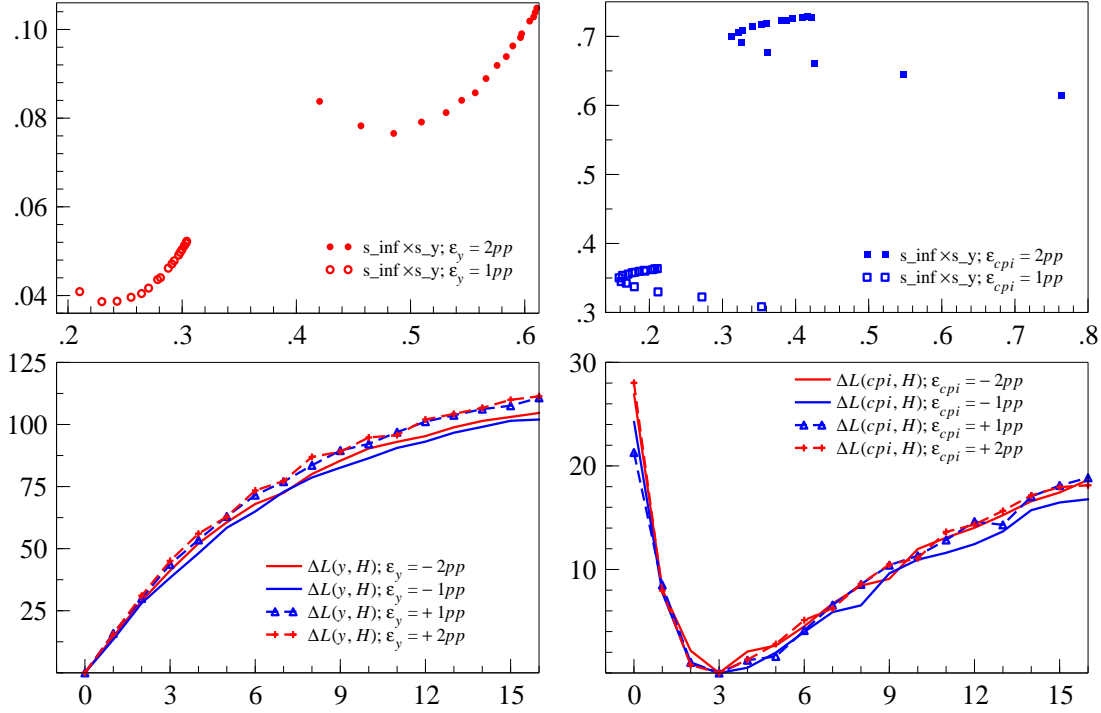 .10
.08
.06
.04
.2 .3 .4 .5 .6
s_inf×s_y; ε_y = 2pp
s_inf×s_y; ε_y = 1pp
.7
.6
.5
.4
.3
.2 .3 .4 .5 .6 .7 .8
s_inf×s_y; ε_cpi = 2pp
s_inf×s_y; ε_cpi = 1pp
125
100
75
50
25
0 3 6 9 12 15
ΔL(y, H); ε_y = − 2pp
ΔL(y, H); ε_y = − 1pp
ΔL(y, H); ε_y = + 1pp
ΔL(y, H); ε_y = + 2pp
30
20
10
0 3 6 9 12 15
ΔL(cpi, H); ε_cpi = − 2pp
ΔL(cpi, H); ε_cpi = − 1pp
ΔL(cpi, H); ε_cpi = + 1pp
ΔL(cpi, H); ε_cpi = + 2pp